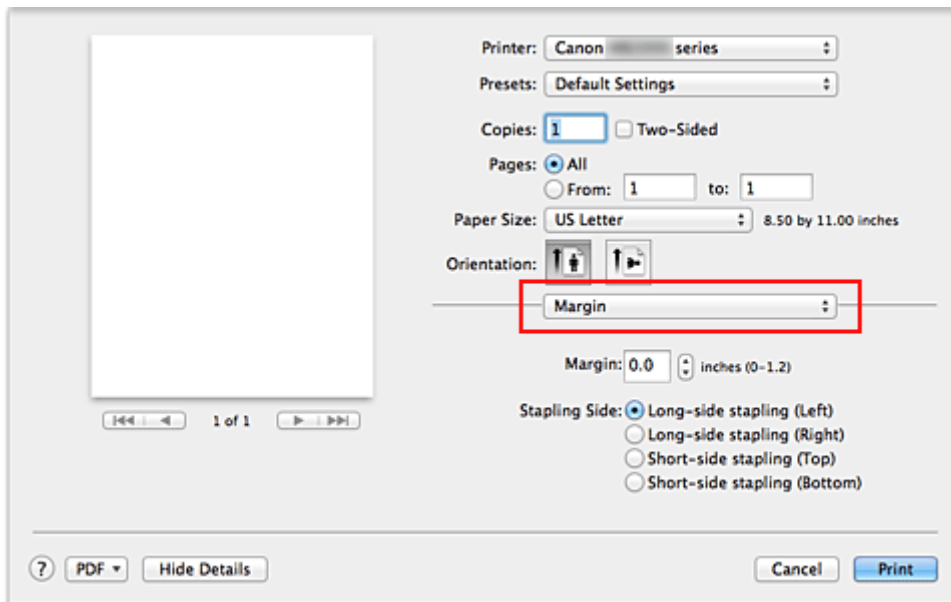 Printer: Canon series
Presets: Default Settings
Copies: 1 Two-Sided
Pages: All
From: 1 to: 1
Paper Size: US Letter 8.50 by 11.00 inches
Orientation:
Margin
Margin: 0.0 inches (0-1.2)
1 of 1
Stapling Side: Long-side stapling (Left)
Long-side stapling (Right)
Short-side stapling (Top)
Short-side stapling (Bottom)
? PDF Hide Details Cancel Print